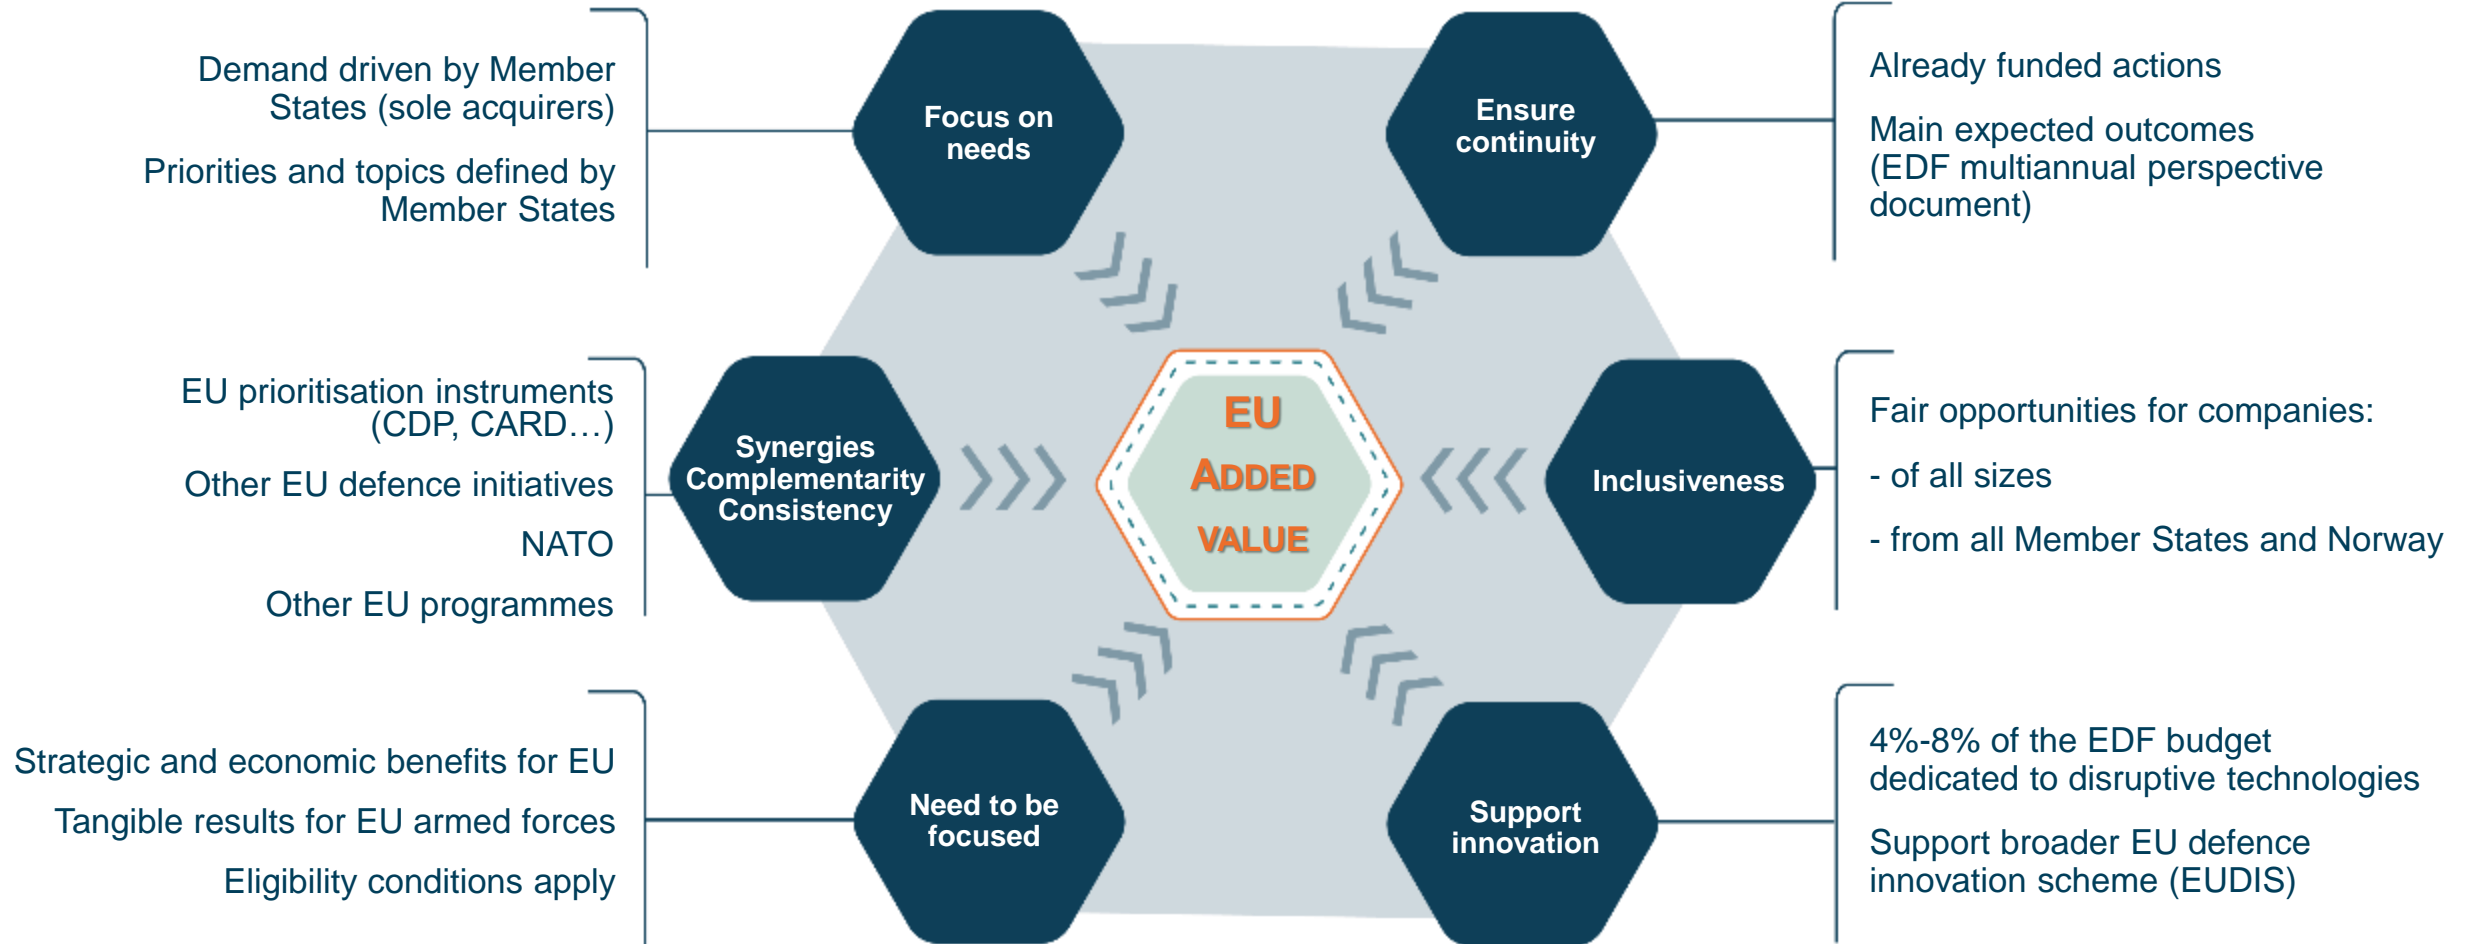 Demand driven by Member
States (sole acquirers)
Priorities and topics defined by
Member States
Focus on
needs
Ensure
continuity
Already funded actions
Main expected outcomes
(EDF multiannual perspective
document)
EU prioritisation instruments
(CDP, CARD…)
Other EU defence initiatives
NATO
Other EU programmes
Synergies
Complementarity
Consistency
EU
ADDED
VALUE
Inclusiveness
Fair opportunities for companies:
- of all sizes
- from all Member States and Norway
Strategic and economic benefits for EU
Tangible results for EU armed forces
Eligibility conditions apply
Need to be
focused
Support
innovation
4%-8% of the EDF budget
dedicated to disruptive technologies
Support broader EU defence
innovation scheme (EUDIS)